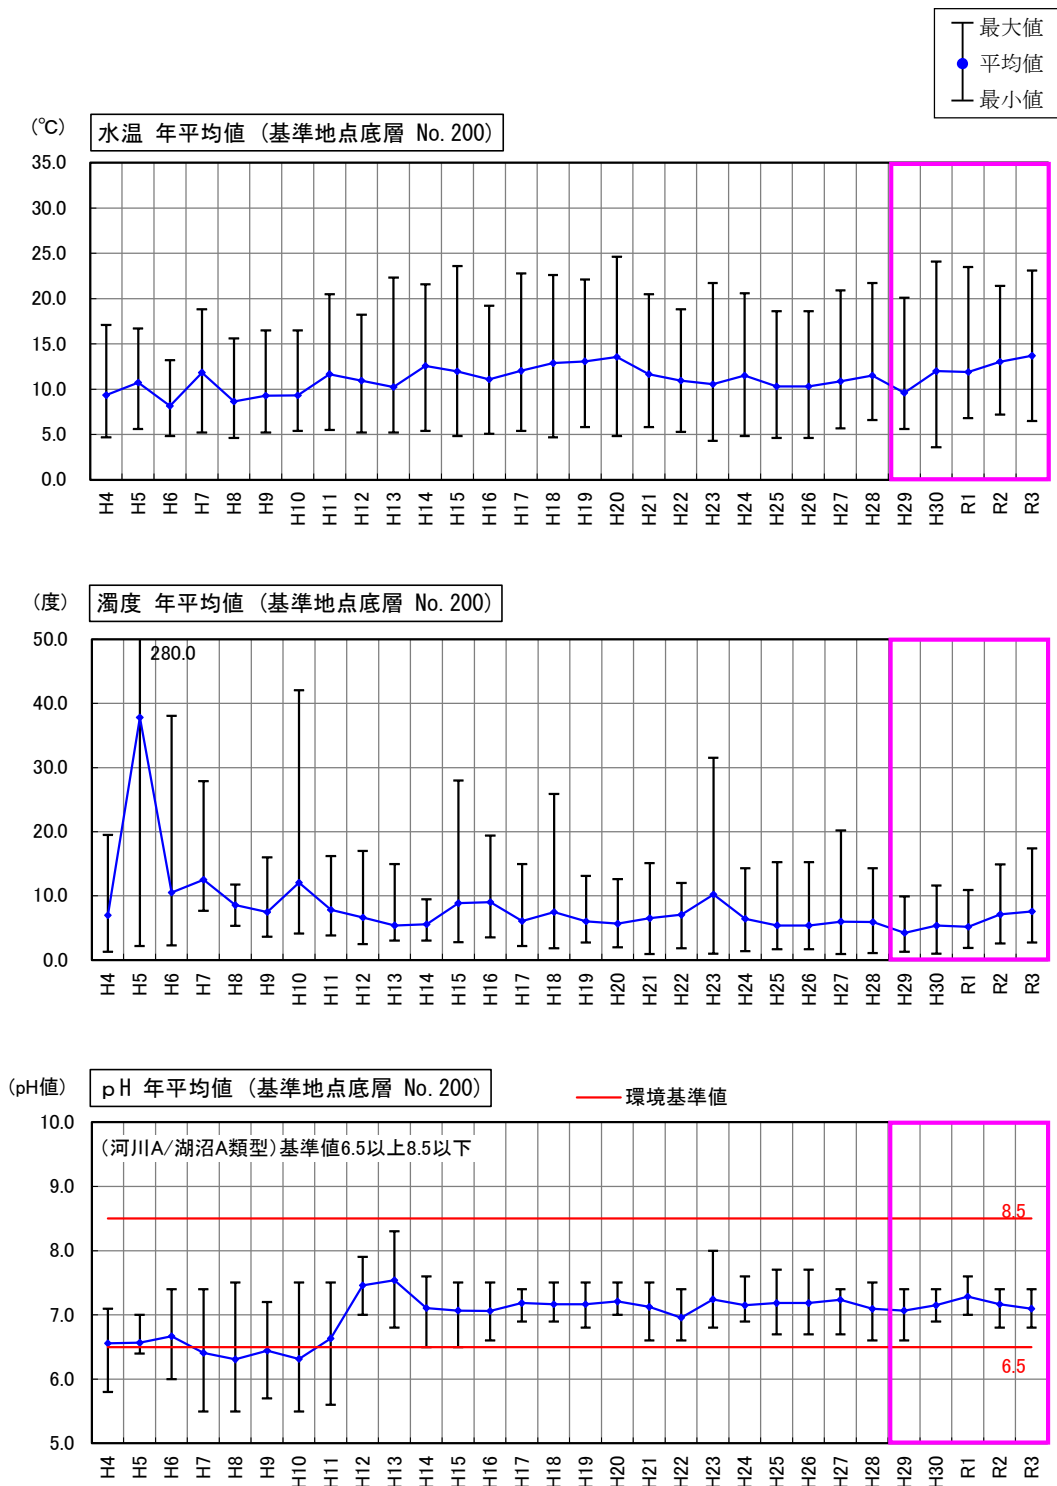 最大値
平均値
最小値
(℃)
水温 年平均値 (基準地点底層 No.200)
35.0
30.0
25.0
20.0
15.0
10.0
5.0
0.0
H4 H5 H6 H7 H8 H9 H10 H11 H12 H13 H14 H15 H16 H17 H18 H19 H20 H21 H22 H23 H24 H25 H26 H27 H28 H29 H30 R1 R2 R3
(度)
濁度 年平均値 (基準地点底層 No.200)
50.0
280.0
40.0
30.0
20.0
10.0
0.0
H4 H5 H6 H7 H8 H9 H10 H11 H12 H13 H14 H15 H16 H17 H18 H19 H20 H21 H22 H23 H24 H25 H26 H27 H28 H29 H30 R1 R2 R3
(pH値)
pH 年平均値 (基準地点底層 No.200)
環境基準値
10.0
(河川A/湖沼A類型)基準値6.5以上8.5以下
9.0
8.5
8.0
7.0
6.5
6.0
5.0
H4 H5 H6 H7 H8 H9 H10 H11 H12 H13 H14 H15 H16 H17 H18 H19 H20 H21 H22 H23 H24 H25 H26 H27 H28 H29 H30 R1 R2 R3